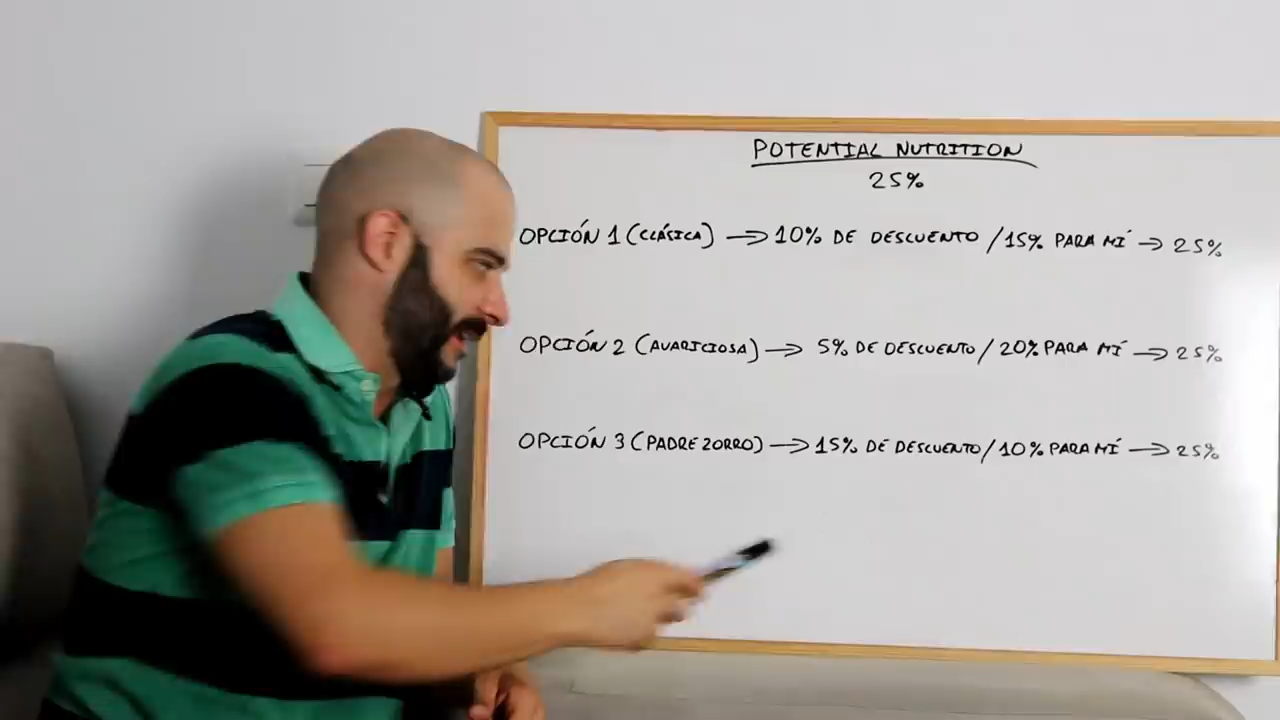 POTENTIAL NUTRITION
25%
OPCIÓN 1 (CLÁSICA) → 10% DE DESCUENTO / 15% PARA MÍ → 25%
OPCIÓN 2 (AVARICIOSA) → 5% DE DESCUENTO / 20% PARA MÍ → 25%
OPCIÓN 3 (PADRE ZORRO) → 15% DE DESCUENTO / 10% PARA MÍ → 25%